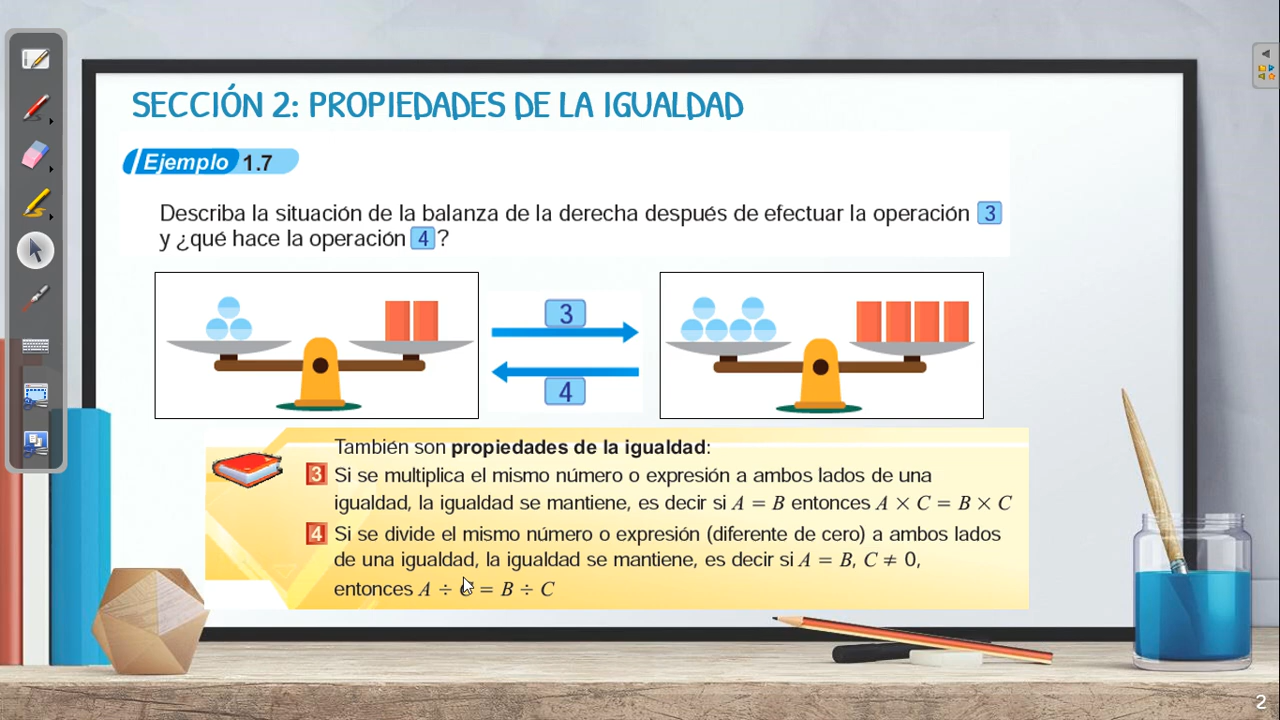 SECCIÓN 2: PROPIEDADES DE LA IGUALDAD
Ejemplo 1.7
Describa la situación de la balanza de la derecha después de efectuar la operación 3
y ¿qué hace la operación 4?
3
4
También son propiedades de la igualdad:
3 Si se multiplica el mismo número o expresión a ambos lados de una
igualdad, la igualdad se mantiene, es decir si A = B entonces A × C = B × C
4 Si se divide el mismo número o expresión (diferente de cero) a ambos lados
de una igualdad, la igualdad se mantiene, es decir si A = B, C ≠ 0,
entonces A ÷ C = B ÷ C
2